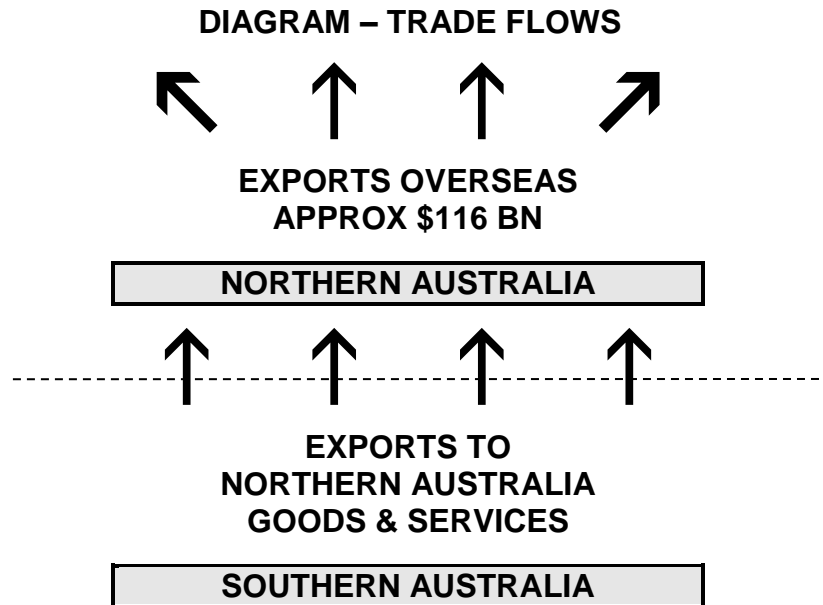 DIAGRAM – TRADE FLOWS
EXPORTS OVERSEAS
APPROX $116 BN
NORTHERN AUSTRALIA
EXPORTS TO
NORTHERN AUSTRALIA
GOODS & SERVICES
SOUTHERN AUSTRALIA